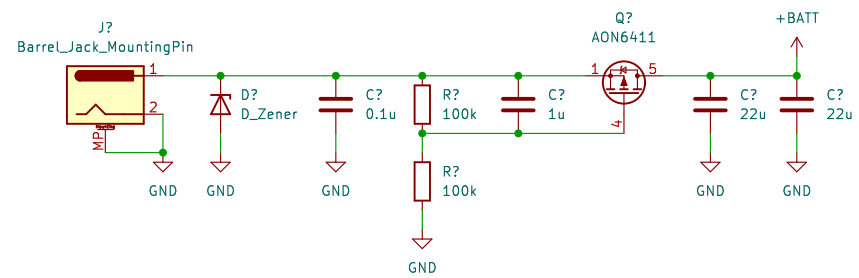 J?
Barrel_Jack_MountingPin
1
2
MP
GND
D?
D_Zener
GND
C?
0.1u
GND
R?
100k
R?
100k
GND
C?
1u
Q?
AON6411
1
5
4
C?
22u
GND
+BATT
C?
22u
GND